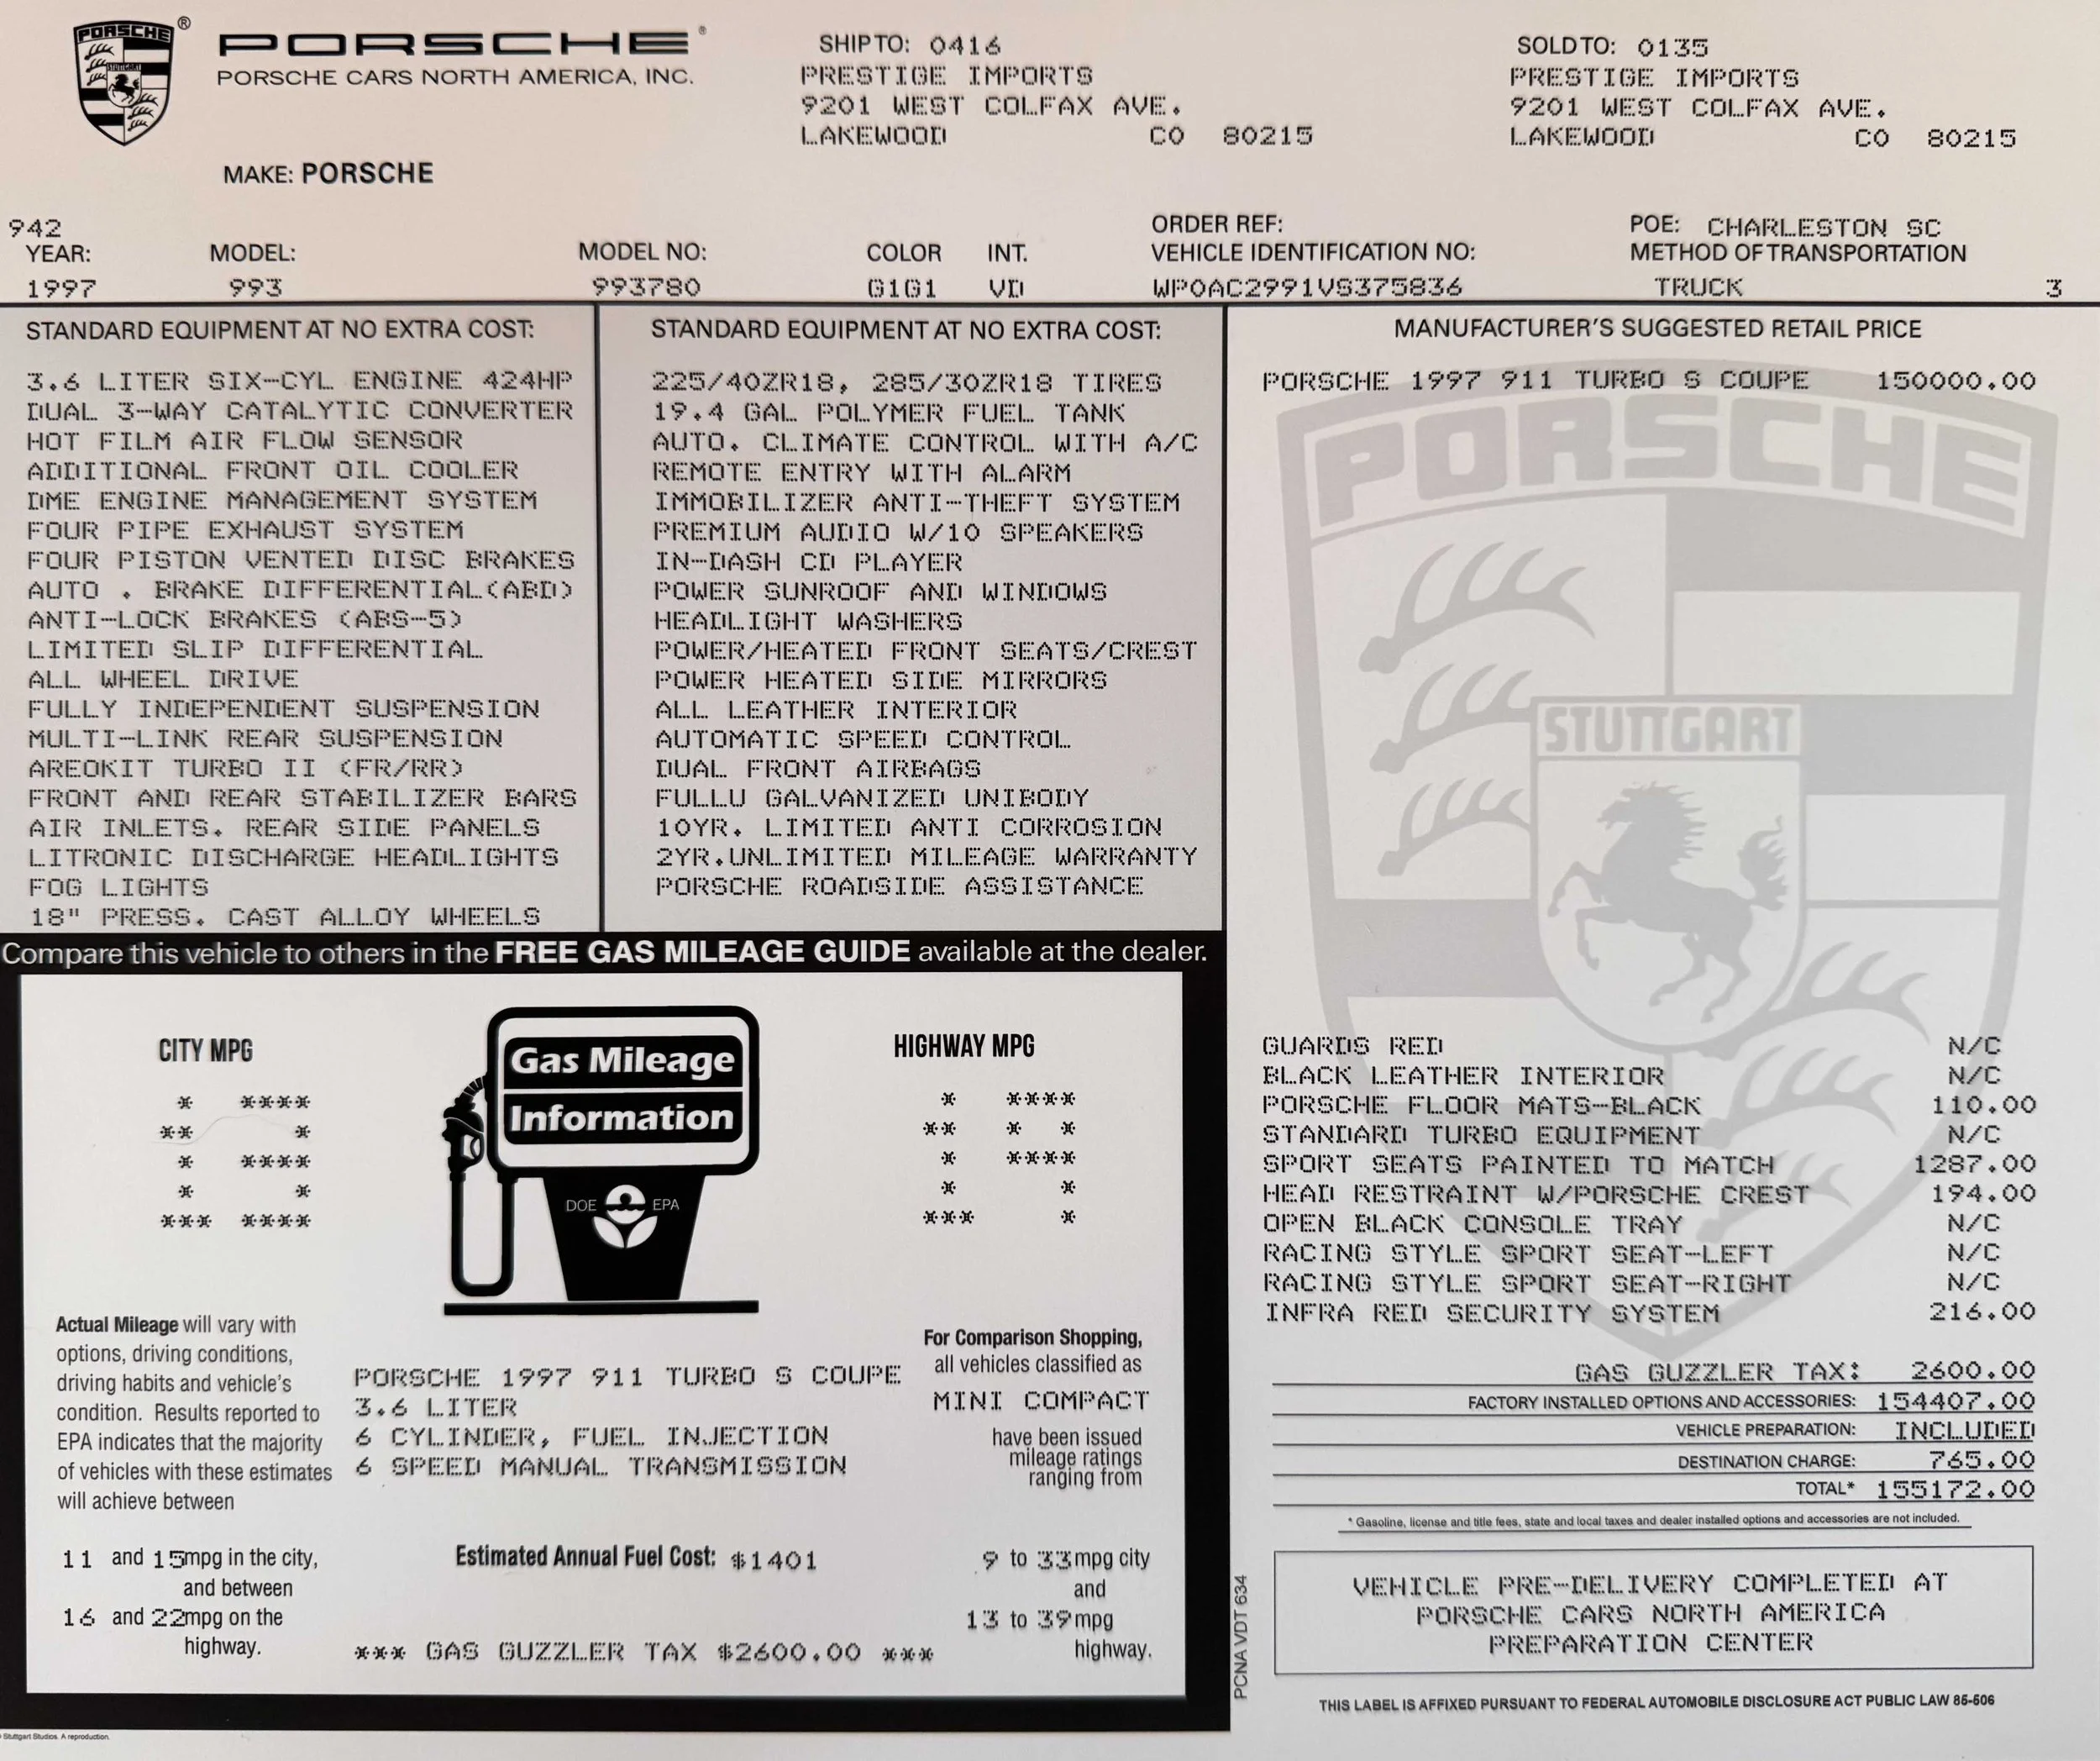 PORSCHE
STUTTGART
®
PORSCHE®
PORSCHE CARS NORTH AMERICA, INC.
MAKE: PORSCHE
SHIP TO: 0416
PRESTIGE IMPORTS
9201 WEST COLFAX AVE.
LAKEWOOD CO 80215
SOLD TO: 0135
PRESTIGE IMPORTS
9201 WEST COLFAX AVE.
LAKEWOOD CO 80215
942
YEAR: MODEL: MODEL NO: COLOR INT.
1997 993 993780 G1G1 VD
ORDER REF:
VEHICLE IDENTIFICATION NO:
WP0AC2991VS375836
POE: CHARLESTON SC
METHOD OF TRANSPORTATION
TRUCK 3
STANDARD EQUIPMENT AT NO EXTRA COST:
3.6 LITER SIX-CYL ENGINE 424HP
DUAL 3-WAY CATALYTIC CONVERTER
HOT FILM AIR FLOW SENSOR
ADDITIONAL FRONT OIL COOLER
DME ENGINE MANAGEMENT SYSTEM
FOUR PIPE EXHAUST SYSTEM
FOUR PISTON VENTED DISC BRAKES
AUTO . BRAKE DIFFERENTIAL(ABD)
ANTI-LOCK BRAKES (ABS-5)
LIMITED SLIP DIFFERENTIAL
ALL WHEEL DRIVE
FULLY INDEPENDENT SUSPENSION
MULTI-LINK REAR SUSPENSION
AREOKIT TURBO II (FR/RR)
FRONT AND REAR STABILIZER BARS
AIR INLETS. REAR SIDE PANELS
LITRONIC DISCHARGE HEADLIGHTS
FOG LIGHTS
18" PRESS. CAST ALLOY WHEELS
STANDARD EQUIPMENT AT NO EXTRA COST:
225/40ZR18, 285/30ZR18 TIRES
19.4 GAL POLYMER FUEL TANK
AUTO. CLIMATE CONTROL WITH A/C
REMOTE ENTRY WITH ALARM
IMMOBILIZER ANTI-THEFT SYSTEM
PREMIUM AUDIO W/10 SPEAKERS
IN-DASH CD PLAYER
POWER SUNROOF AND WINDOWS
HEADLIGHT WASHERS
POWER/HEATED FRONT SEATS/CREST
POWER HEATED SIDE MIRRORS
ALL LEATHER INTERIOR
AUTOMATIC SPEED CONTROL
DUAL FRONT AIRBAGS
FULLU GALVANIZED UNIBODY
10YR. LIMITED ANTI CORROSION
2YR.UNLIMITED MILEAGE WARRANTY
PORSCHE ROADSIDE ASSISTANCE
MANUFACTURER'S SUGGESTED RETAIL PRICE
PORSCHE 1997 911 TURBO S COUPE 150000.00
PORSCHE
STUTTGART
GUARDS RED N/C
BLACK LEATHER INTERIOR N/C
PORSCHE FLOOR MATS-BLACK 110.00
STANDARD TURBO EQUIPMENT N/C
SPORT SEATS PAINTED TO MATCH 1287.00
HEAD RESTRAINT W/PORSCHE CREST 194.00
OPEN BLACK CONSOLE TRAY N/C
RACING STYLE SPORT SEAT-LEFT N/C
RACING STYLE SPORT SEAT-RIGHT N/C
INFRA RED SECURITY SYSTEM 216.00
GAS GUZZLER TAX: 2600.00
FACTORY INSTALLED OPTIONS AND ACCESSORIES: 154407.00
VEHICLE PREPARATION: INCLUDED
DESTINATION CHARGE: 765.00
TOTAL* 155172.00
* Gasoline, license and title fees, state and local taxes and dealer installed options and accessories are not included.
VEHICLE PRE-DELIVERY COMPLETED AT
PORSCHE CARS NORTH AMERICA
PREPARATION CENTER
THIS LABEL IS AFFIXED PURSUANT TO FEDERAL AUTOMOBILE DISCLOSURE ACT PUBLIC LAW 85-506
PCNA VDT 634
Compare this vehicle to others in the FREE GAS MILEAGE GUIDE available at the dealer.
CITY MPG
13
Gas Mileage
Information
DOE EPA
HIGHWAY MPG
19
Actual Mileage will vary with
options, driving conditions,
driving habits and vehicle's
condition. Results reported to
EPA indicates that the majority
of vehicles with these estimates
will achieve between
11 and 15mpg in the city,
and between
16 and 22mpg on the
highway.
PORSCHE 1997 911 TURBO S COUPE
3.6 LITER
6 CYLINDER, FUEL INJECTION
6 SPEED MANUAL TRANSMISSION
Estimated Annual Fuel Cost: $1401
*** GAS GUZZLER TAX $2600.00 ***
For Comparison Shopping,
all vehicles classified as
MINI COMPACT
have been issued
mileage ratings
ranging from
9 to 33mpg city
and
13 to 39mpg
highway.
Stuttgart Studios. A reproduction.